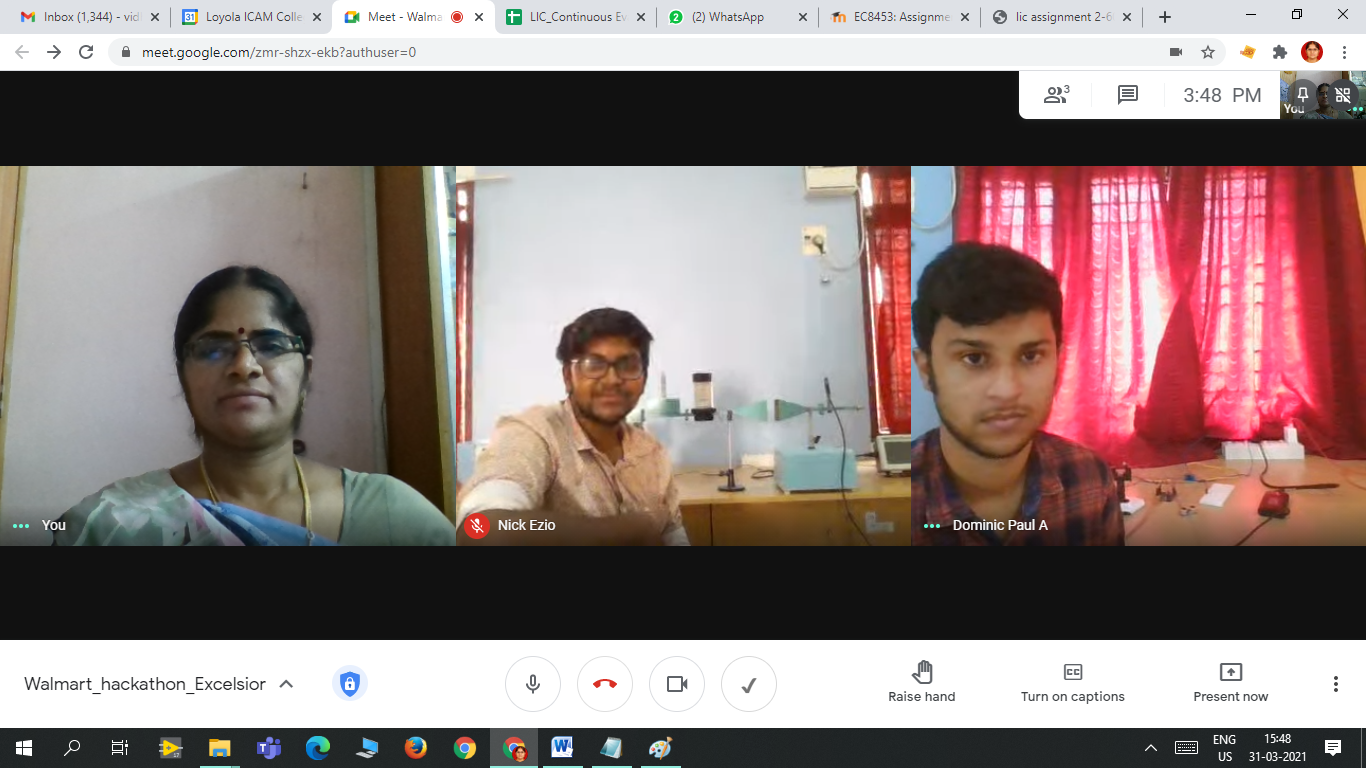 Inbox (1,344) - vid
Loyola ICAM Colle
Meet - Walma
LIC_Continuous Ev
(2) WhatsApp
EC8453: Assignme
lic assignment 2-6
meet.google.com/zmr-shzx-ekb?authuser=0
3
3:48 PM
You
You
Nick Ezio
Dominic Paul A
Walmart_hackathon_Excelsior
Raise hand
Turn on captions
Present now
ENG
US
15:48
31-03-2021